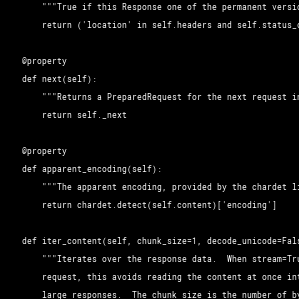 """True if this Response one of the permanent versi
return ('location' in self.headers and self.status_
@property
def next(self):
"""Returns a PreparedRequest for the next request i
return self._next
@property
def apparent_encoding(self):
"""The apparent encoding, provided by the chardet li
return chardet.detect(self.content)['encoding']
def iter_content(self, chunk_size=1, decode_unicode=Fals
"""Iterates over the response data.  When stream=Tru
request, this avoids reading the content at once int
large responses.  The chunk size is the number of by